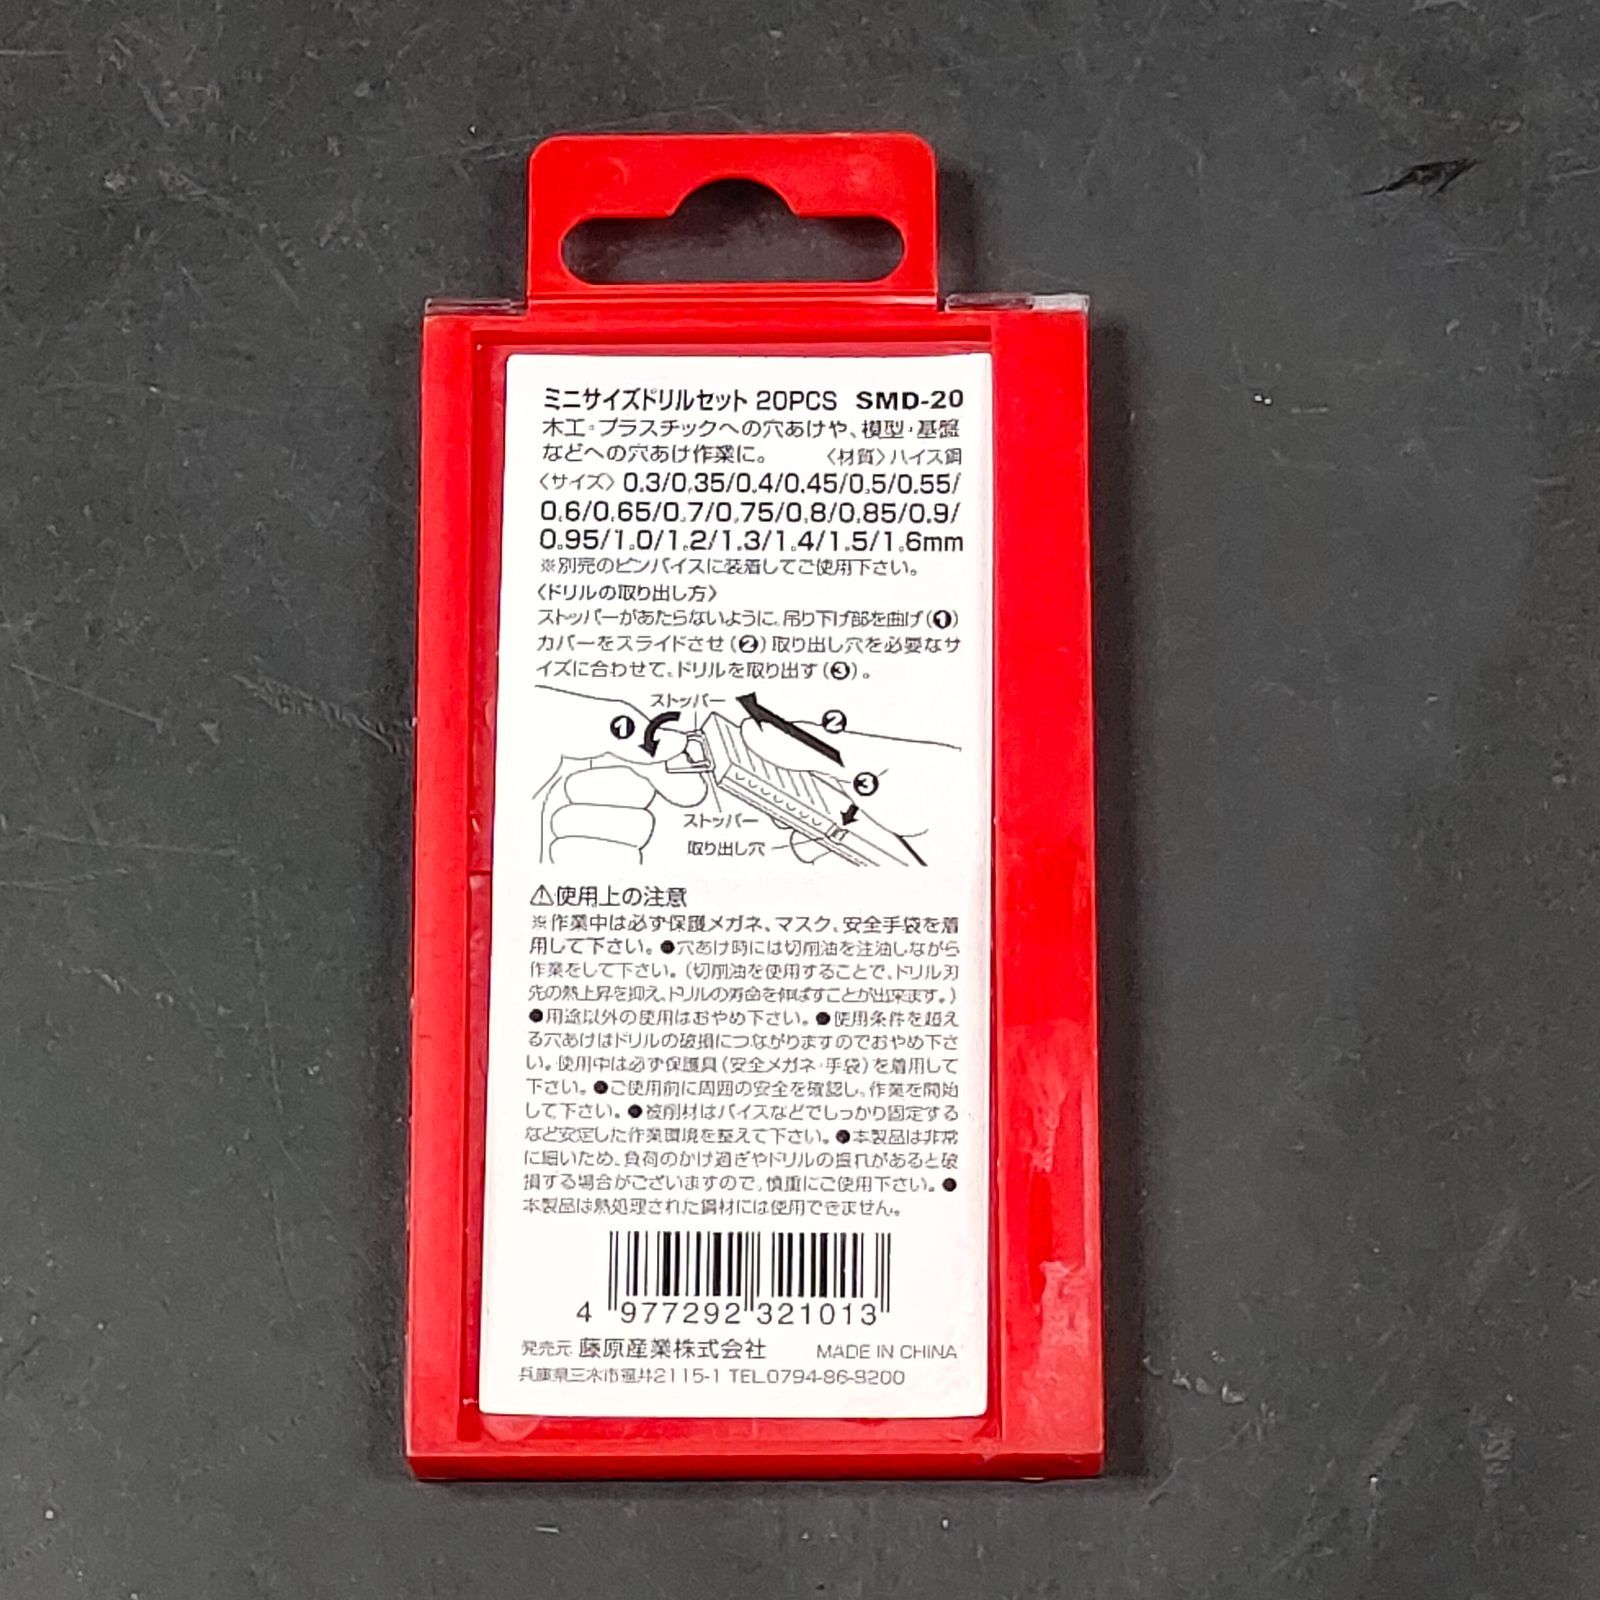 ミニサイズドリルセット 20PCS SMD-20
木工・プラスチックへの穴あけや、模型・基盤
などへの穴あけ作業に。 〈材質〉ハイス鋼
〈サイズ〉0.3/0.35/0.4/0.45/0.5/0.55/
0.6/0.65/0.7/0.75/0.8/0.85/0.9/
0.95/1.0/1.2/1.3/1.4/1.5/1.6mm
※別売のピンバイスに装着してご使用下さい。
〈ドリルの取り出し方〉
ストッパーがあたらないように、吊り下げ部を曲げ(❶)
カバーをスライドさせ(❷)取り出し穴を必要なサ
イズに合わせて、ドリルを取り出す(❸)。
ストッパー
❶
❷
❸
ストッパー
取り出し穴
⚠使用上の注意
※作業中は必ず保護メガネ、マスク、安全手袋を着
用して下さい。●穴あけ時には切削油を注油しながら
作業をして下さい。(切削油を使用することで、ドリル刃
先の熱上昇を抑え、ドリルの寿命を伸ばすことが出来ます。)
●用途以外の使用はおやめ下さい。●使用条件を超え
る穴あけはドリルの破損につながりますのでおやめ下さ
い。使用中は必ず保護具(安全メガネ・手袋)を着用して
下さい。●ご使用前に周囲の安全を確認し、作業を開始
して下さい。●被削材はバイスなどでしっかり固定する
など安定した作業環境を整えて下さい。●本製品は非常
に細いため、負荷のかけ過ぎやドリルの振れがあると破
損する場合がございますので、慎重にご使用下さい。●
本製品は熱処理された鋼材には使用できません。
4 977292 321013
発売元 藤原産業株式会社 MADE IN CHINA
兵庫県三木市福井2115-1 TEL.0794-86-8200